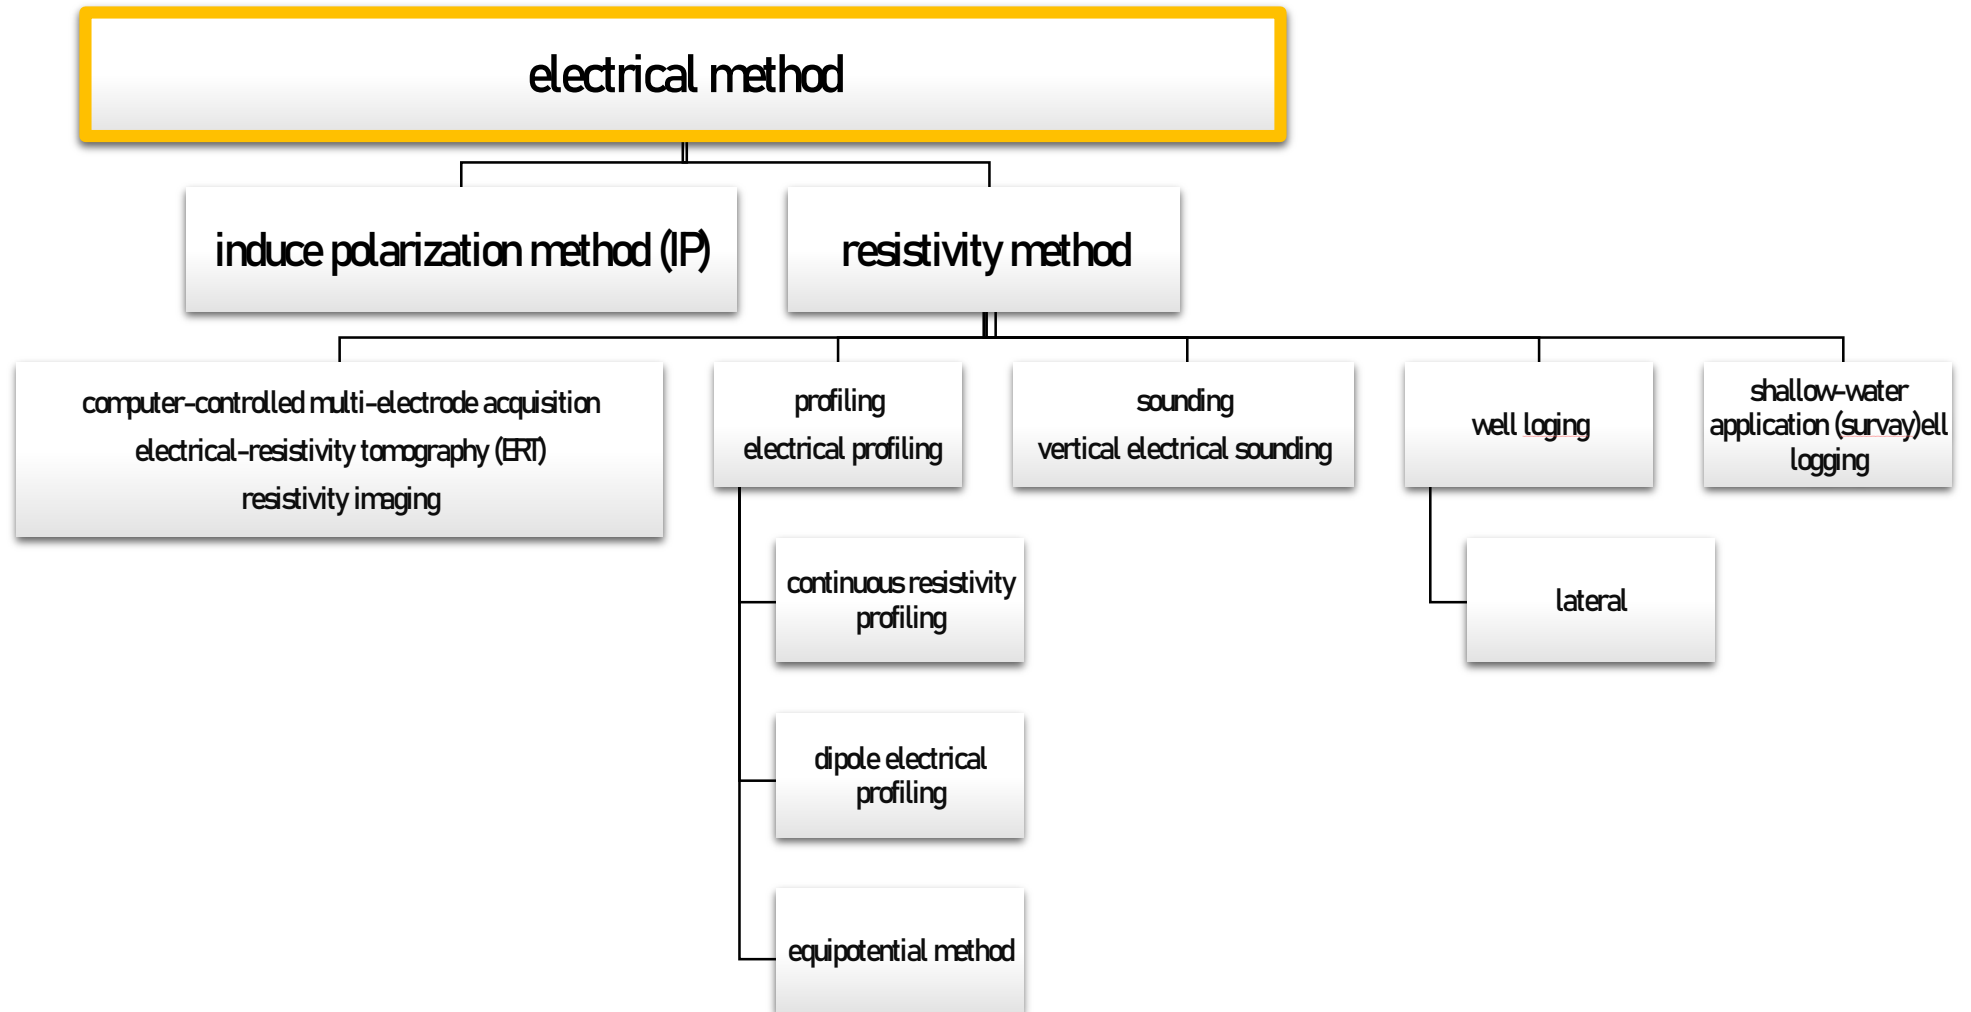 electrical method
induce polarization method (IP)
resistivity method
computer-controlled multi-electrode acquisition
electrical-resistivity tomography (ERT)
resistivity imaging
profiling
electrical profiling
sounding
vertical electrical sounding
well loging
shallow-water
application (survay)ell
logging
continuous resistivity
profiling
lateral
dipole electrical
profiling
equipotential method